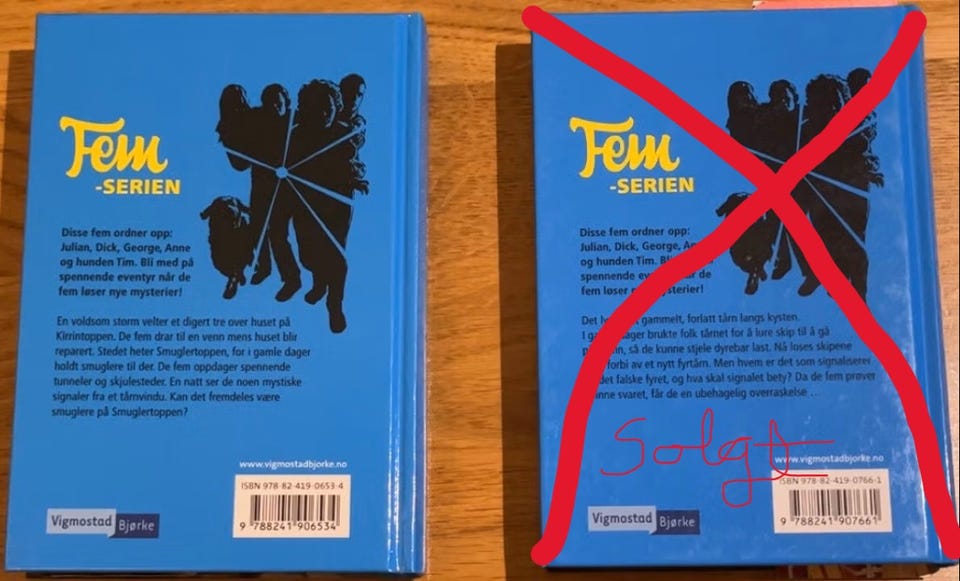 Fem
-SERIEN
Disse fem ordner opp:
Julian, Dick, George, Anne
og hunden Tim. Bli med på
spennende eventyr når de
fem løser nye mysterier!
En voldsom storm velter et digert tre over huset på
Kirrintoppen. De fem drar til en venn mens huset blir
reparert. Stedet heter Smuglertoppen, for i gamle dager
holdt smuglere til der. De fem oppdager spennende
tunneler og skjulesteder. En natt ser de noen mystiske
signaler fra et tårnvindu. Kan det fremdeles være
smuglere på Smuglertoppen?
www.vigmostadbjorke.no
ISBN 978-82-419-0653-4
9 788241 906534
Vigmostad Bjørke
Fem
-SERIEN
Disse fem ordner opp:
Julian, Dick, George,
og hunden Tim. Bli med
spennende eventyr når de
fem løser nye mysterier!
Det gammelt, forlatt tårn langs kysten.
I brukte folk tårnet for å lure skip til å gå
så de kunne stjele dyrebar last. Nå loses skipene
forbi av et nytt fyrtårn. Men hvem er det som signaliserer
det falske fyret, og hva skal signalet bety? Da de fem prøver
svaret, får de en ubehagelig overraskelse ...
Solgt
www.vigmostadbjorke.no
ISBN 978-82-419-0766-1
9 788241 907661
Vigmostad Bjørke